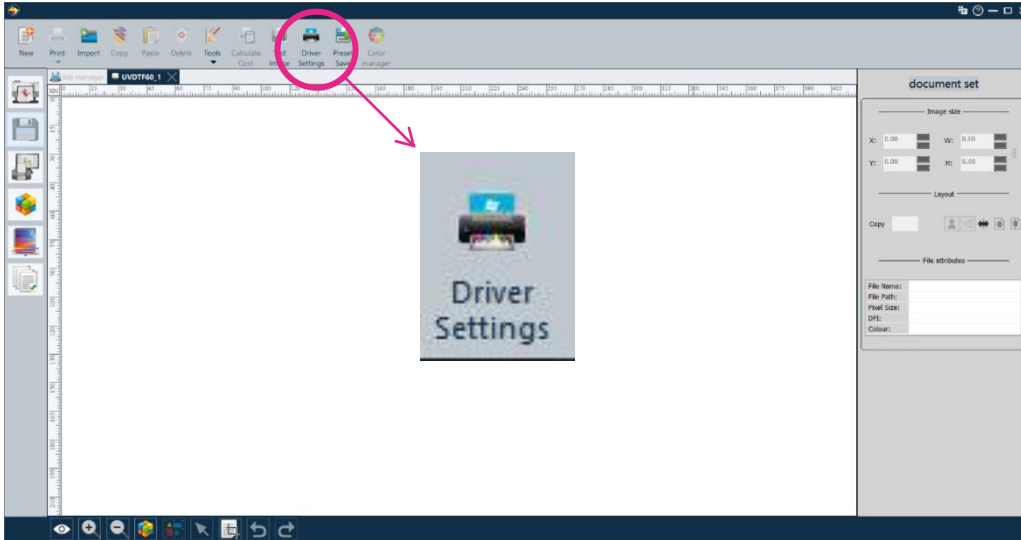 New Print Import Copy Paste Delete Tools Calculate Cost Driver Settings Preset Save Color manager
UVDTF60_1
document set
Image size
X: 0.00 W: 0.00
Y: 0.00 H: 0.00
Layout
Copy
File attributes
File Name:
File Path:
Pixel Size:
DPI:
Colour:
Driver
Settings